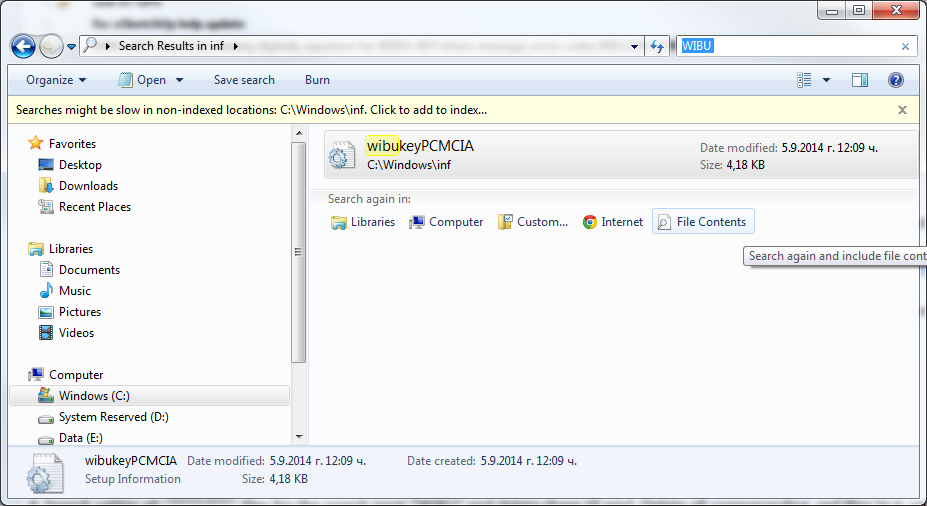 Search Results in inf
WIBU
Organize
Open
Save search
Burn
Searches might be slow in non-indexed locations: C:\Windows\inf. Click to add to index...
Favorites
Desktop
Downloads
Recent Places
Libraries
Documents
Music
Pictures
Videos
Computer
Windows (C:)
System Reserved (D:)
Data (E:)
wibukeyPCMCIA
C:\Windows\inf
Date modified: 5.9.2014 г. 12:09 ч.
Size: 4,18 KB
Search again in:
Libraries
Computer
Custom...
Internet
File Contents
Search again and include file cont
wibukeyPCMCIA Date modified: 5.9.2014 г. 12:09 ч. Date created: 5.9.2014 г. 12:09 ч.
Setup Information Size: 4,18 KB